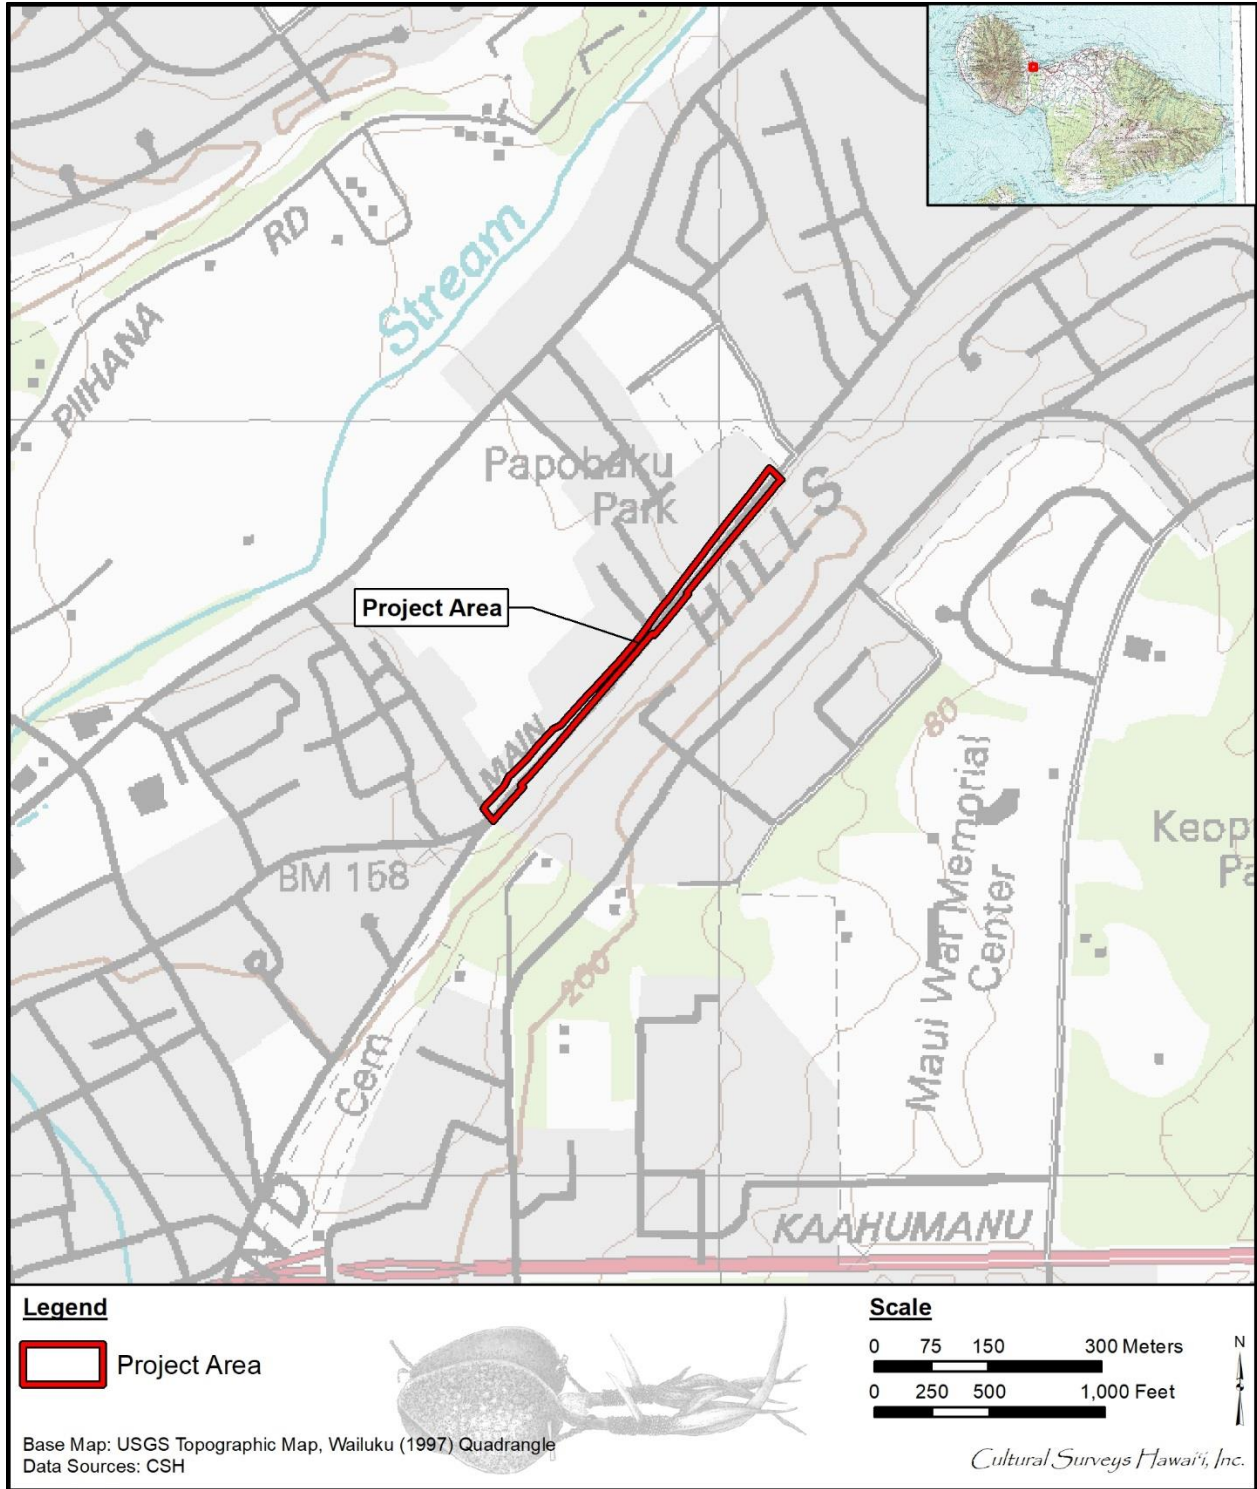 PIIHANA
RD
Stream
Papohaku
Park
HILLS
Project Area
MAIN
80
BM 158
200
Cem
Maui War Memorial
Center
Keop
Pa
KAAHUMANU
Legend
Project Area
Scale
0 75 150 300 Meters
0 250 500 1,000 Feet
N
Base Map: USGS Topographic Map, Wailuku (1997) Quadrangle
Data Sources: CSH
Cultural Surveys Hawai‘i, Inc.